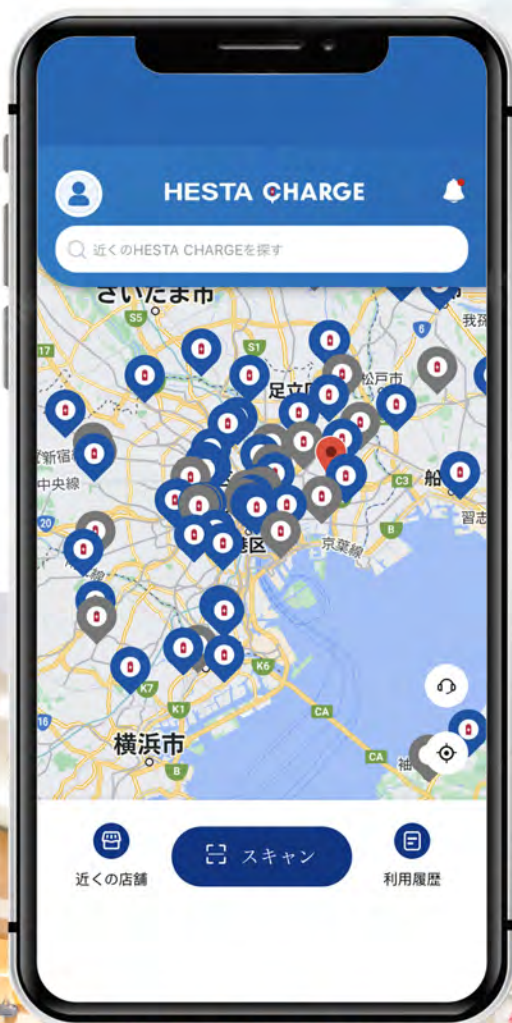 HESTA CHARGE
近くのHESTA CHARGEを探す
さいたま市
S5
我孫
6
17
S1
足立
松戸市
新宿
中央線
C3
船
習志
20
B
港区
京葉線
K6
K7
K1
CA
16
横浜市
B
CA
袖
近くの店舗
スキャン
利用履歴